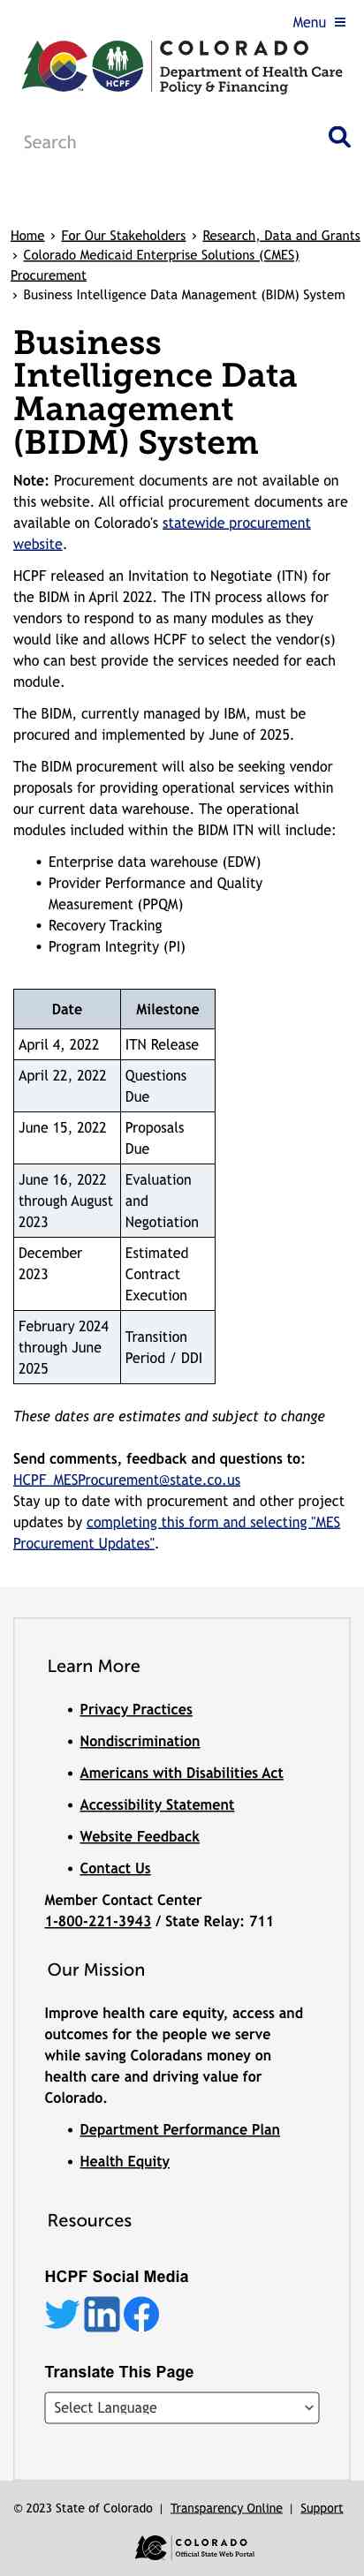 Menu
COLORADO
Department of Health Care
Policy & Financing
HCPF
Search
Home › For Our Stakeholders › Research, Data and Grants
› Colorado Medicaid Enterprise Solutions (CMES)
Procurement
› Business Intelligence Data Management (BIDM) System
Business
Intelligence Data
Management
(BIDM) System
Note: Procurement documents are not available on
this website. All official procurement documents are
available on Colorado's statewide procurement
website.
HCPF released an Invitation to Negotiate (ITN) for
the BIDM in April 2022. The ITN process allows for
vendors to respond to as many modules as they
would like and allows HCPF to select the vendor(s)
who can best provide the services needed for each
module.
The BIDM, currently managed by IBM, must be
procured and implemented by June of 2025.
The BIDM procurement will also be seeking vendor
proposals for providing operational services within
our current data warehouse. The operational
modules included within the BIDM ITN will include:
• Enterprise data warehouse (EDW)
• Provider Performance and Quality
Measurement (PPQM)
• Recovery Tracking
• Program Integrity (PI)
Date Milestone
April 4, 2022 ITN Release
April 22, 2022 Questions
Due
June 15, 2022 Proposals
Due
June 16, 2022 Evaluation
through August and
2023 Negotiation
December Estimated
2023 Contract
Execution
February 2024 Transition
through June Period / DDI
2025
These dates are estimates and subject to change
Send comments, feedback and questions to:
HCPF_MESProcurement@state.co.us
Stay up to date with procurement and other project
updates by completing this form and selecting "MES
Procurement Updates".
Learn More
• Privacy Practices
• Nondiscrimination
• Americans with Disabilities Act
• Accessibility Statement
• Website Feedback
• Contact Us
Member Contact Center
1-800-221-3943 / State Relay: 711
Our Mission
Improve health care equity, access and
outcomes for the people we serve
while saving Coloradans money on
health care and driving value for
Colorado.
• Department Performance Plan
• Health Equity
Resources
HCPF Social Media
Translate This Page
Select Language
© 2023 State of Colorado | Transparency Online | Support
COLORADO
Official State Web Portal